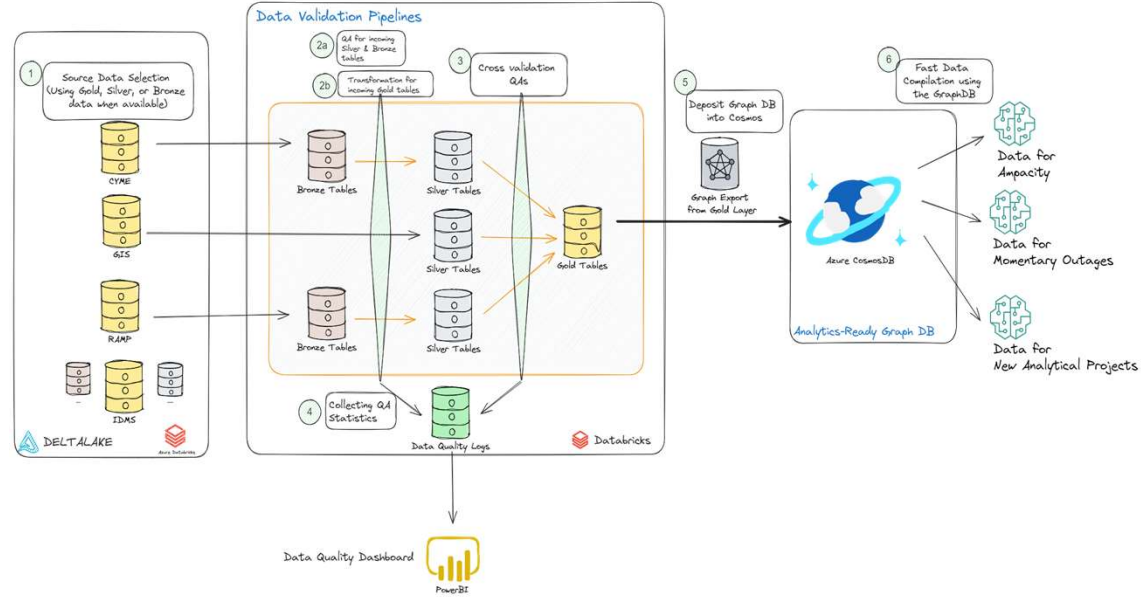 Data Validation Pipelines
1
Source Data Selection
(Using Gold, Silver, or Bronze
data when available)
CYME
GIS
RAMP
...
IDMS
...
DELTALAKE
Azure Databricks
2a
QA for incoming
Silver & Bronze
tables
2b
Transformation for
incoming Gold tables
3
Cross validation
QAs
Bronze Tables
Silver Tables
Silver Tables
Gold Tables
Bronze Tables
Silver Tables
4
Collecting QA
Statistics
Data Quality Logs
Databricks
Data Quality Dashboard
PowerBI
5
Deposit Graph DB
into Cosmos
Graph Export
from Gold Layer
Azure CosmosDB
Analytics-Ready Graph DB
6
Fast Data
Compilation using
the GraphDB
Data for
Ampacity
Data for
Momentary Outages
Data for
New Analytical Projects